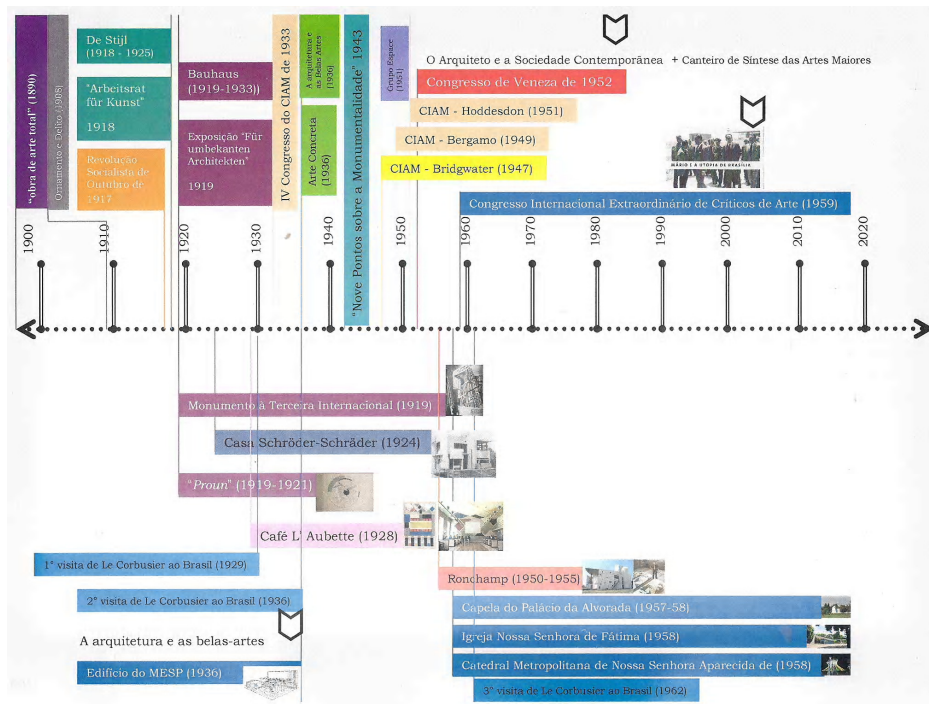 "obra de arte total" (1890)
Ornamento e Delito (1908)
De Stijl
(1918 - 1925)
"Arbeitsrat
für Kunst"
1918
Revolução
Socialista de
Outubro de
1917
Bauhaus
(1919-1933))
Exposição "Für
umbekanten
Architekten"
1919
IV Congresso do CIAM de 1933
A arquitetura e
as Belas Artes
(1936)
Arte Concreta
(1936)
"Nove Pontos sobre a Monumentalidade" 1943
Grupo Espace
(1951)
O Arquiteto e a Sociedade Contemporânea + Canteiro de Síntese das Artes Maiores
Congresso de Veneza de 1952
CIAM - Hoddesdon (1951)
CIAM - Bergamo (1949)
CIAM - Bridgwater (1947)
MÁRIO E A UTOPIA DE BRASÍLIA
Congresso Internacional Extraordinário de Críticos de Arte (1959)
1900
1910
1920
1930
1940
1950
1960
1970
1980
1990
2000
2010
2020
Monumento à Terceira Internacional (1919)
Casa Schröder-Schräder (1924)
"Proun" (1919-1921)
Café L' Aubette (1928)
1° visita de Le Corbusier ao Brasil (1929)
Ronchamp (1950-1955)
2° visita de Le Corbusier ao Brasil (1936)
Capela do Palácio da Alvorada (1957-58)
A arquitetura e as belas-artes
Igreja Nossa Senhora de Fátima (1958)
Edifício do MESP (1936)
Catedral Metropolitana de Nossa Senhora Aparecida de (1958)
3° visita de Le Corbusier ao Brasil (1962)